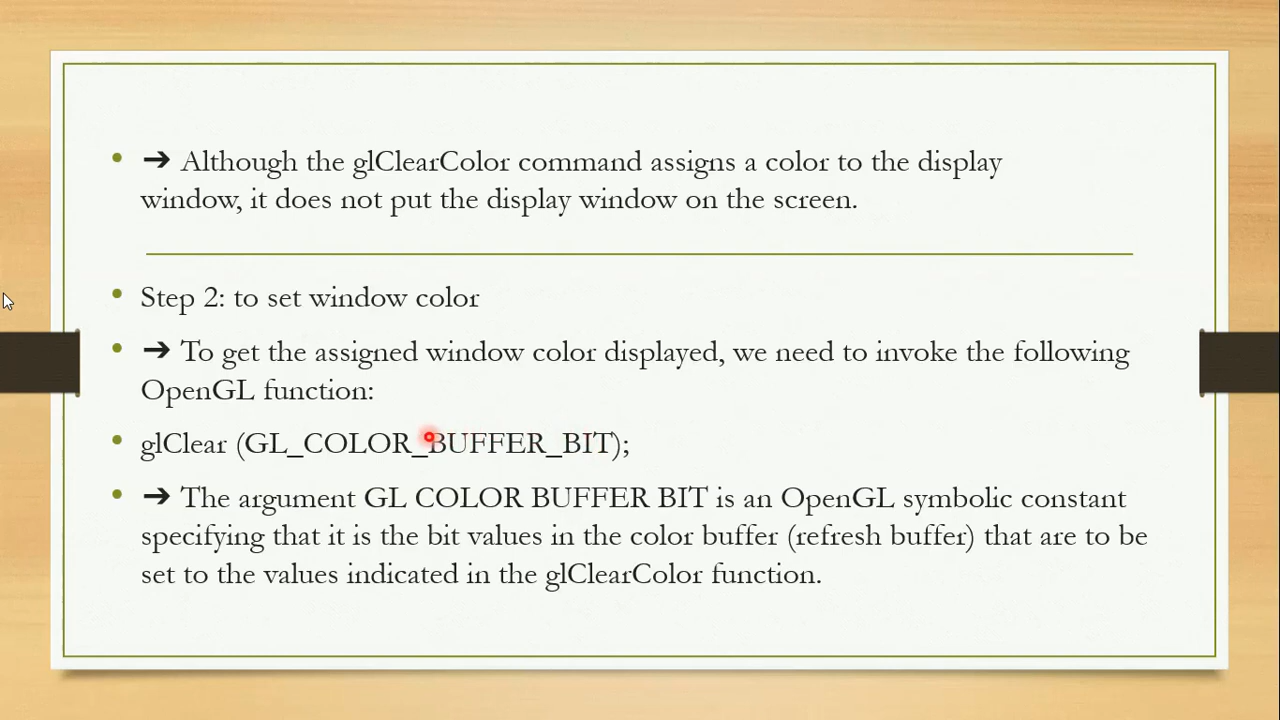 ➔ Although the glClearColor command assigns a color to the display
window, it does not put the display window on the screen.
Step 2: to set window color
➔ To get the assigned window color displayed, we need to invoke the following
OpenGL function:
glClear (GL_COLOR_BUFFER_BIT);
➔ The argument GL COLOR BUFFER BIT is an OpenGL symbolic constant
specifying that it is the bit values in the color buffer (refresh buffer) that are to be
set to the values indicated in the glClearColor function.